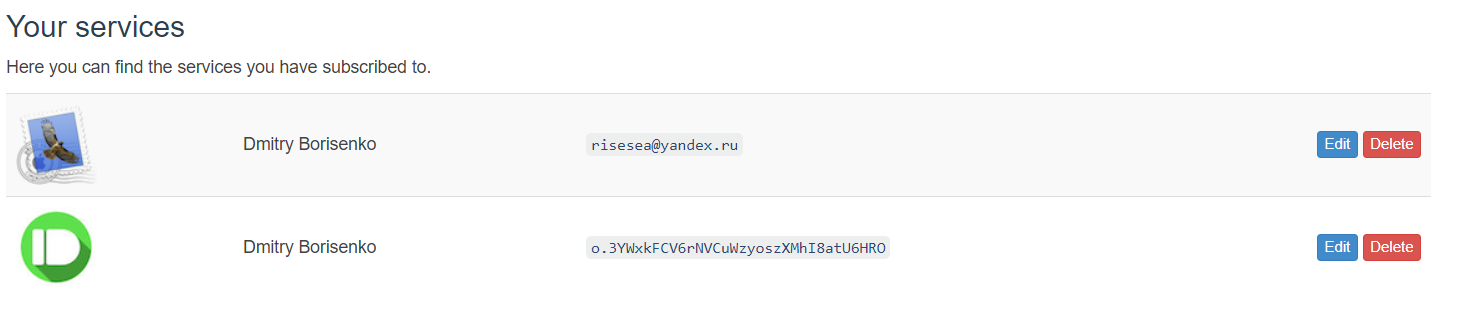 Your services
Here you can find the services you have subscribed to.
Dmitry Borisenko risesea@yandex.ru Edit Delete
Dmitry Borisenko o.3YWxkFCV6rNVCuWzyoszXMhI8atU6HRO Edit Delete